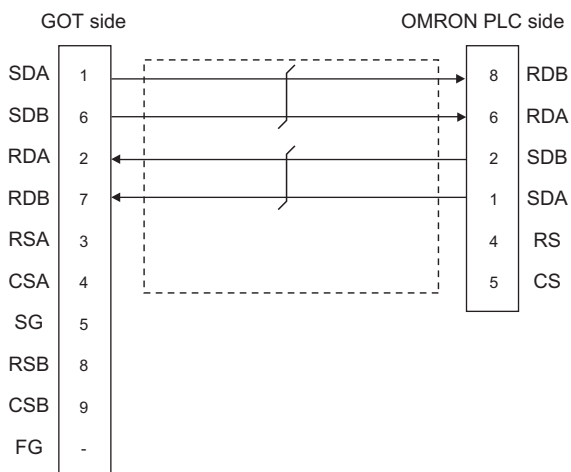 GOT side OMRON PLC side
SDA 1 8 RDB
SDB 6 6 RDA
RDA 2 2 SDB
RDB 7 1 SDA
RSA 3 4 RS
CSA 4 5 CS
SG 5
RSB 8
CSB 9
FG -